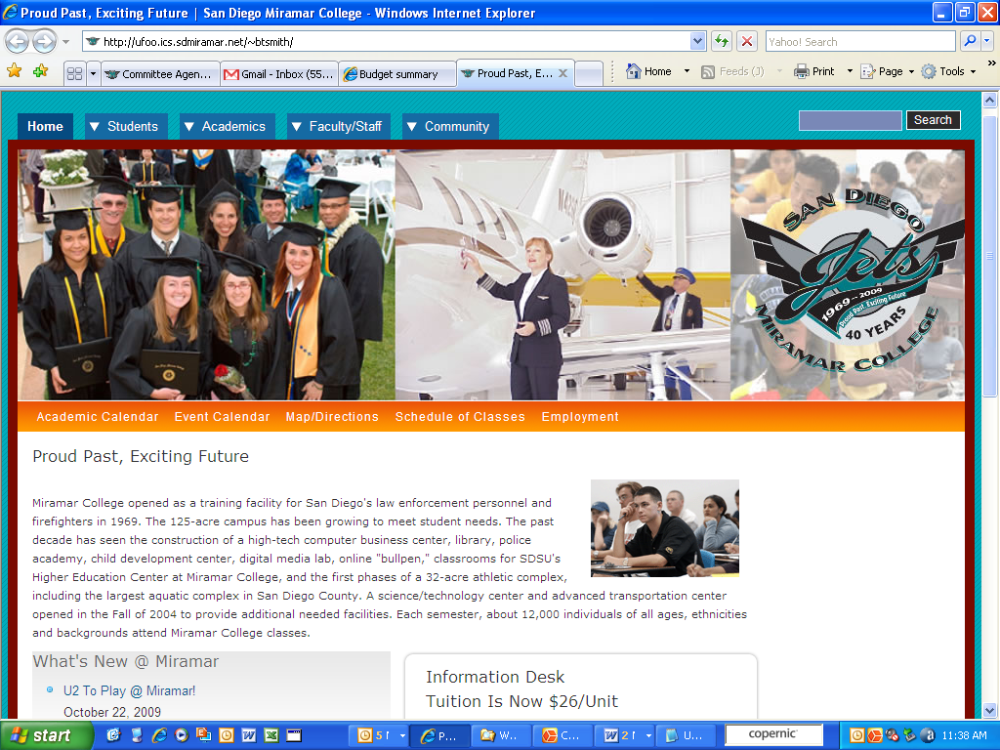 Proud Past, Exciting Future | San Diego Miramar College - Windows Internet Explorer
http://ufoo.ics.sdmiramar.net/~btsmith/
Yahoo! Search
Committee Agen...
Gmail - Inbox (55...
Budget summary
Proud Past, E...
Home
Feeds (J)
Print
Page
Tools
Home
Students
Academics
Faculty/Staff
Community
Search
SAN DIEGO
Jets
1969 - 2009
Proud Past, Exciting Future
40 YEARS
MIRAMAR COLLEGE
Academic Calendar Event Calendar Map/Directions Schedule of Classes Employment
Proud Past, Exciting Future
Miramar College opened as a training facility for San Diego's law enforcement personnel and
firefighters in 1969. The 125-acre campus has been growing to meet student needs. The past
decade has seen the construction of a high-tech computer business center, library, police
academy, child development center, digital media lab, online "bullpen," classrooms for SDSU's
Higher Education Center at Miramar College, and the first phases of a 32-acre athletic complex,
including the largest aquatic complex in San Diego County. A science/technology center and advanced transportation center
opened in the Fall of 2004 to provide additional needed facilities. Each semester, about 12,000 individuals of all ages, ethnicities
and backgrounds attend Miramar College classes.
What's New @ Miramar
U2 To Play @ Miramar!
October 22, 2009
Information Desk
Tuition Is Now $26/Unit
start
5
P...
W...
C...
2
U...
copernic
11:38 AM